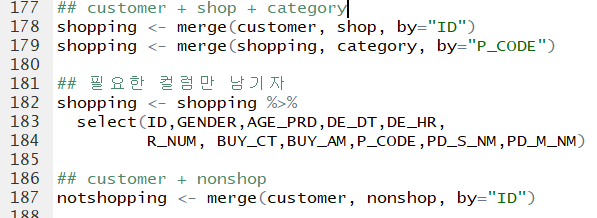 177 ## customer + shop + category
178 shopping <- merge(customer, shop, by="ID")
179 shopping <- merge(shopping, category, by="P_CODE")
180
181 ## 필요한 컬럼만 남기자
182 shopping <- shopping %>%
183 select(ID,GENDER,AGE_PRD,DE_DT,DE_HR,
184 R_NUM, BUY_CT,BUY_AM,P_CODE,PD_S_NM,PD_M_NM)
185
186 ## customer + nonshop
187 notshopping <- merge(customer, nonshop, by="ID")
188